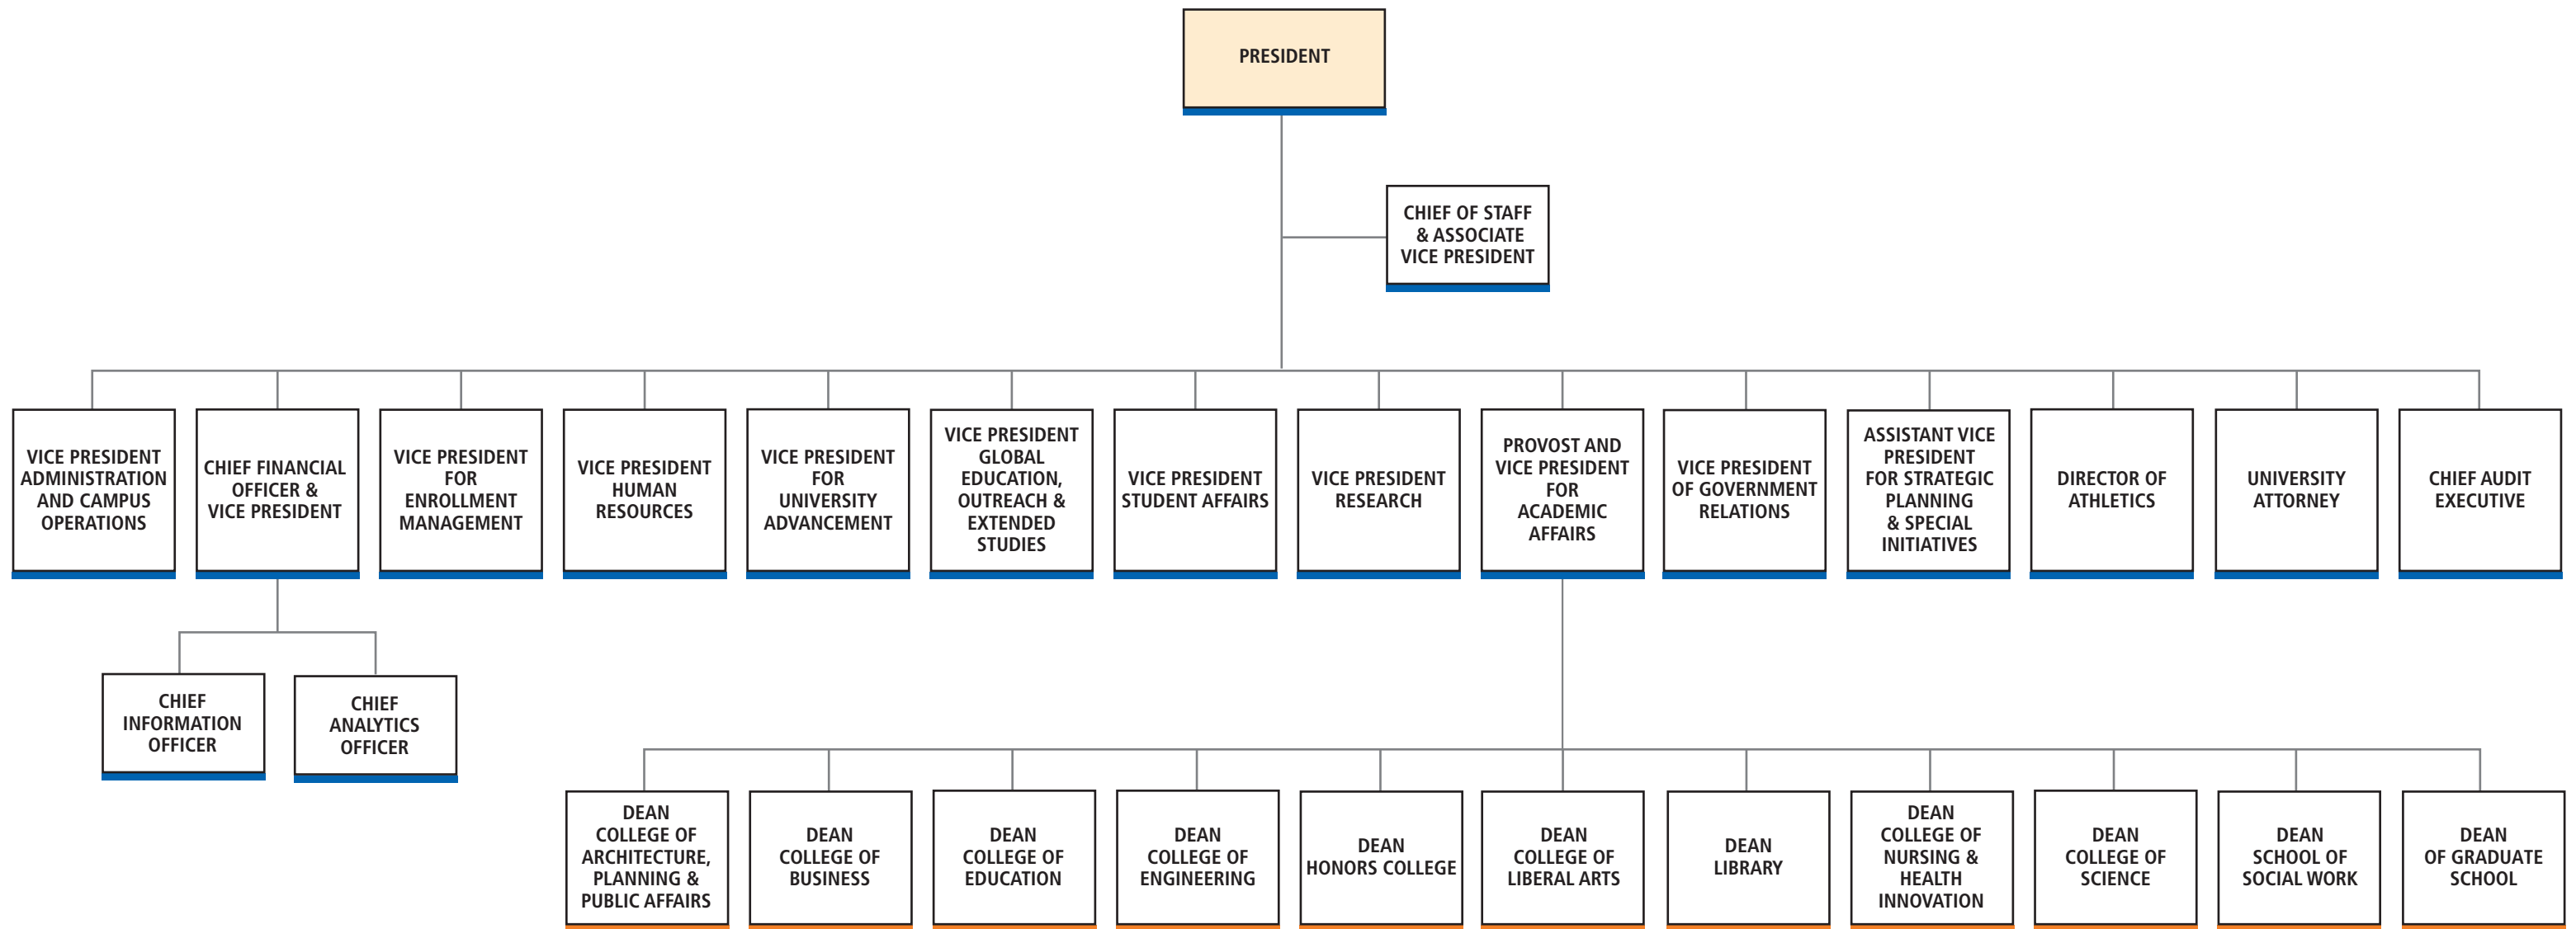 PRESIDENT
CHIEF OF STAFF
& ASSOCIATE
VICE PRESIDENT
VICE PRESIDENT
ADMINISTRATION
AND CAMPUS
OPERATIONS
CHIEF FINANCIAL
OFFICER &
VICE PRESIDENT
VICE PRESIDENT
FOR
ENROLLMENT
MANAGEMENT
VICE PRESIDENT
HUMAN
RESOURCES
VICE PRESIDENT
FOR
UNIVERSITY
ADVANCEMENT
VICE PRESIDENT
GLOBAL
EDUCATION,
OUTREACH &
EXTENDED
STUDIES
VICE PRESIDENT
STUDENT AFFAIRS
VICE PRESIDENT
RESEARCH
PROVOST AND
VICE PRESIDENT
FOR
ACADEMIC
AFFAIRS
VICE PRESIDENT
OF GOVERNMENT
RELATIONS
ASSISTANT VICE
PRESIDENT
FOR STRATEGIC
PLANNING
& SPECIAL
INITIATIVES
DIRECTOR OF
ATHLETICS
UNIVERSITY
ATTORNEY
CHIEF AUDIT
EXECUTIVE
CHIEF
INFORMATION
OFFICER
CHIEF
ANALYTICS
OFFICER
DEAN
COLLEGE OF
ARCHITECTURE,
PLANNING &
PUBLIC AFFAIRS
DEAN
COLLEGE OF
BUSINESS
DEAN
COLLEGE OF
EDUCATION
DEAN
COLLEGE OF
ENGINEERING
DEAN
HONORS COLLEGE
DEAN
COLLEGE OF
LIBERAL ARTS
DEAN
LIBRARY
DEAN
COLLEGE OF
NURSING &
HEALTH
INNOVATION
DEAN
COLLEGE OF
SCIENCE
DEAN
SCHOOL OF
SOCIAL WORK
DEAN
OF GRADUATE
SCHOOL